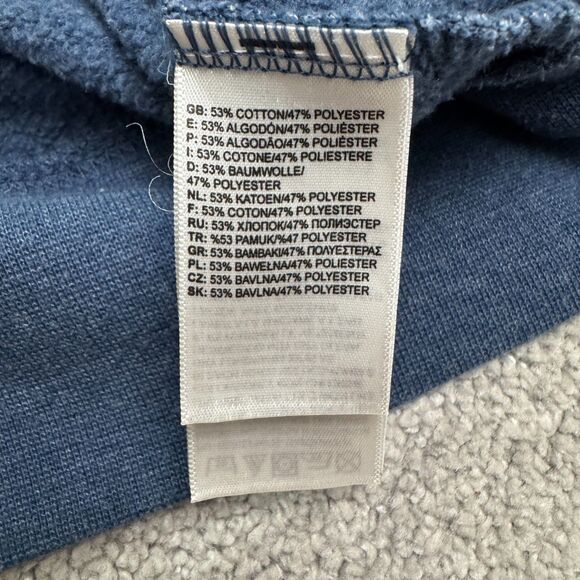 GB: 53% COTTON/47% POLYESTER
E: 53% ALGODÓN/47% POLIÉSTER
P: 53% ALGODÃO/47% POLIÉSTER
I: 53% COTONE/47% POLIESTERE
D: 53% BAUMWOLLE/
47% POLYESTER
NL: 53% KATOEN/47% POLYESTER
F: 53% COTON/47% POLYESTER
RU: 53% ХЛОПОК/47% ПОЛИЭСТЕР
TR: %53 PAMUK/%47 POLYESTER
GR: 53% ΒΑΜΒΑΚΙ/47% ΠΟΛΥΕΣΤΕΡΑΣ
PL: 53% BAWEŁNA/47% POLIESTER
CZ: 53% BAVLNA/47% POLYESTER
SK: 53% BAVLNA/47% POLYESTER